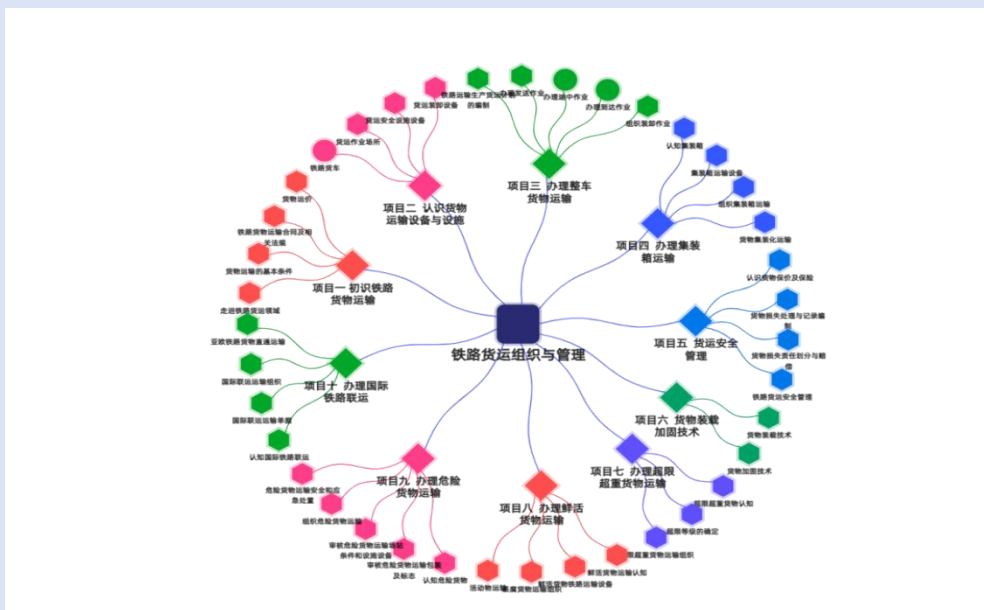 铁路货运组织与管理
项目一 初识铁路
货物运输
货物运价
铁路货物运输合同及相
关法规
货物运输的基本条件
走进铁路货运领域
项目二 认识货物
运输设备与设施
铁路货车
货运作业场所
货运安全设施设备
货运装卸设备
项目三 办理整车
货物运输
铁路运输生产货运计划
的编制
办理发送作业
办理途中作业
办理到达作业
组织装卸作业
项目四 办理集装
箱运输
认知集装箱
集装箱运输设备
组织集装箱运输
货物集装化运输
项目五 货运安全
管理
认识货物保价及保险
货物损失处理与记录编
制
货物损失责任划分与赔
偿
铁路货运安全管理
项目六 货物装载
加固技术
货物装载技术
货物加固技术
项目七 办理超限
超重货物运输
超限超重货物认知
超限等级的确定
限超重货物运输组织
项目八 办理鲜活
货物运输
鲜活货物运输认知
鲜活货物铁路运输设备
易腐货物运输组织
活动物运输
项目九 办理危险
货物运输
认知危险货物
审核危险货物运输包装
及标志
审核危险货物运输场站
条件和设施设备
组织危险货物运输
危险货物运输安全和应
急处置
项目十 办理国际
铁路联运
认知国际铁路联运
国际联运运输单据
国际联运运输组织
亚欧铁路货物直通运输